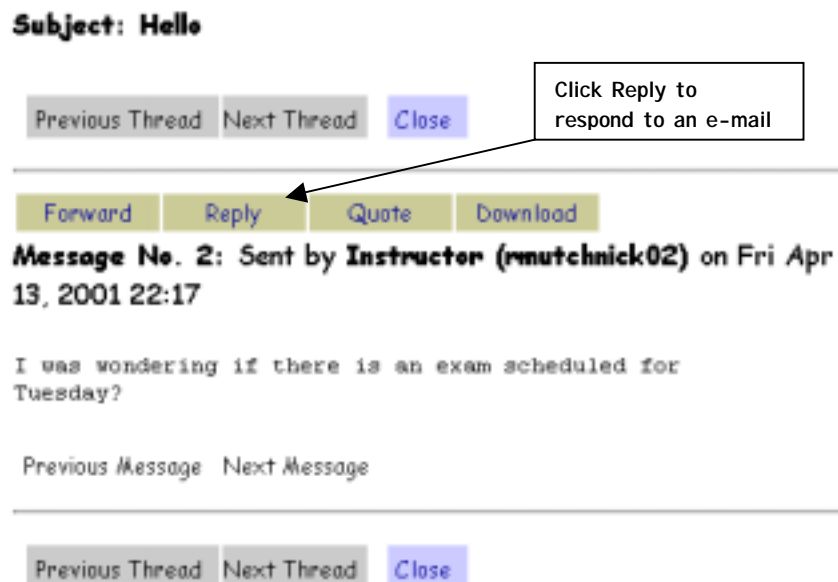 Subject: Hello
Click Reply to
respond to an e-mail
Previous Thread Next Thread Close
Forward Reply Quote Download
Message No. 2: Sent by Instructor (rmutchnick02) on Fri Apr
13, 2001 22:17
I was wondering if there is an exam scheduled for
Tuesday?
Previous Message Next Message
Previous Thread Next Thread Close